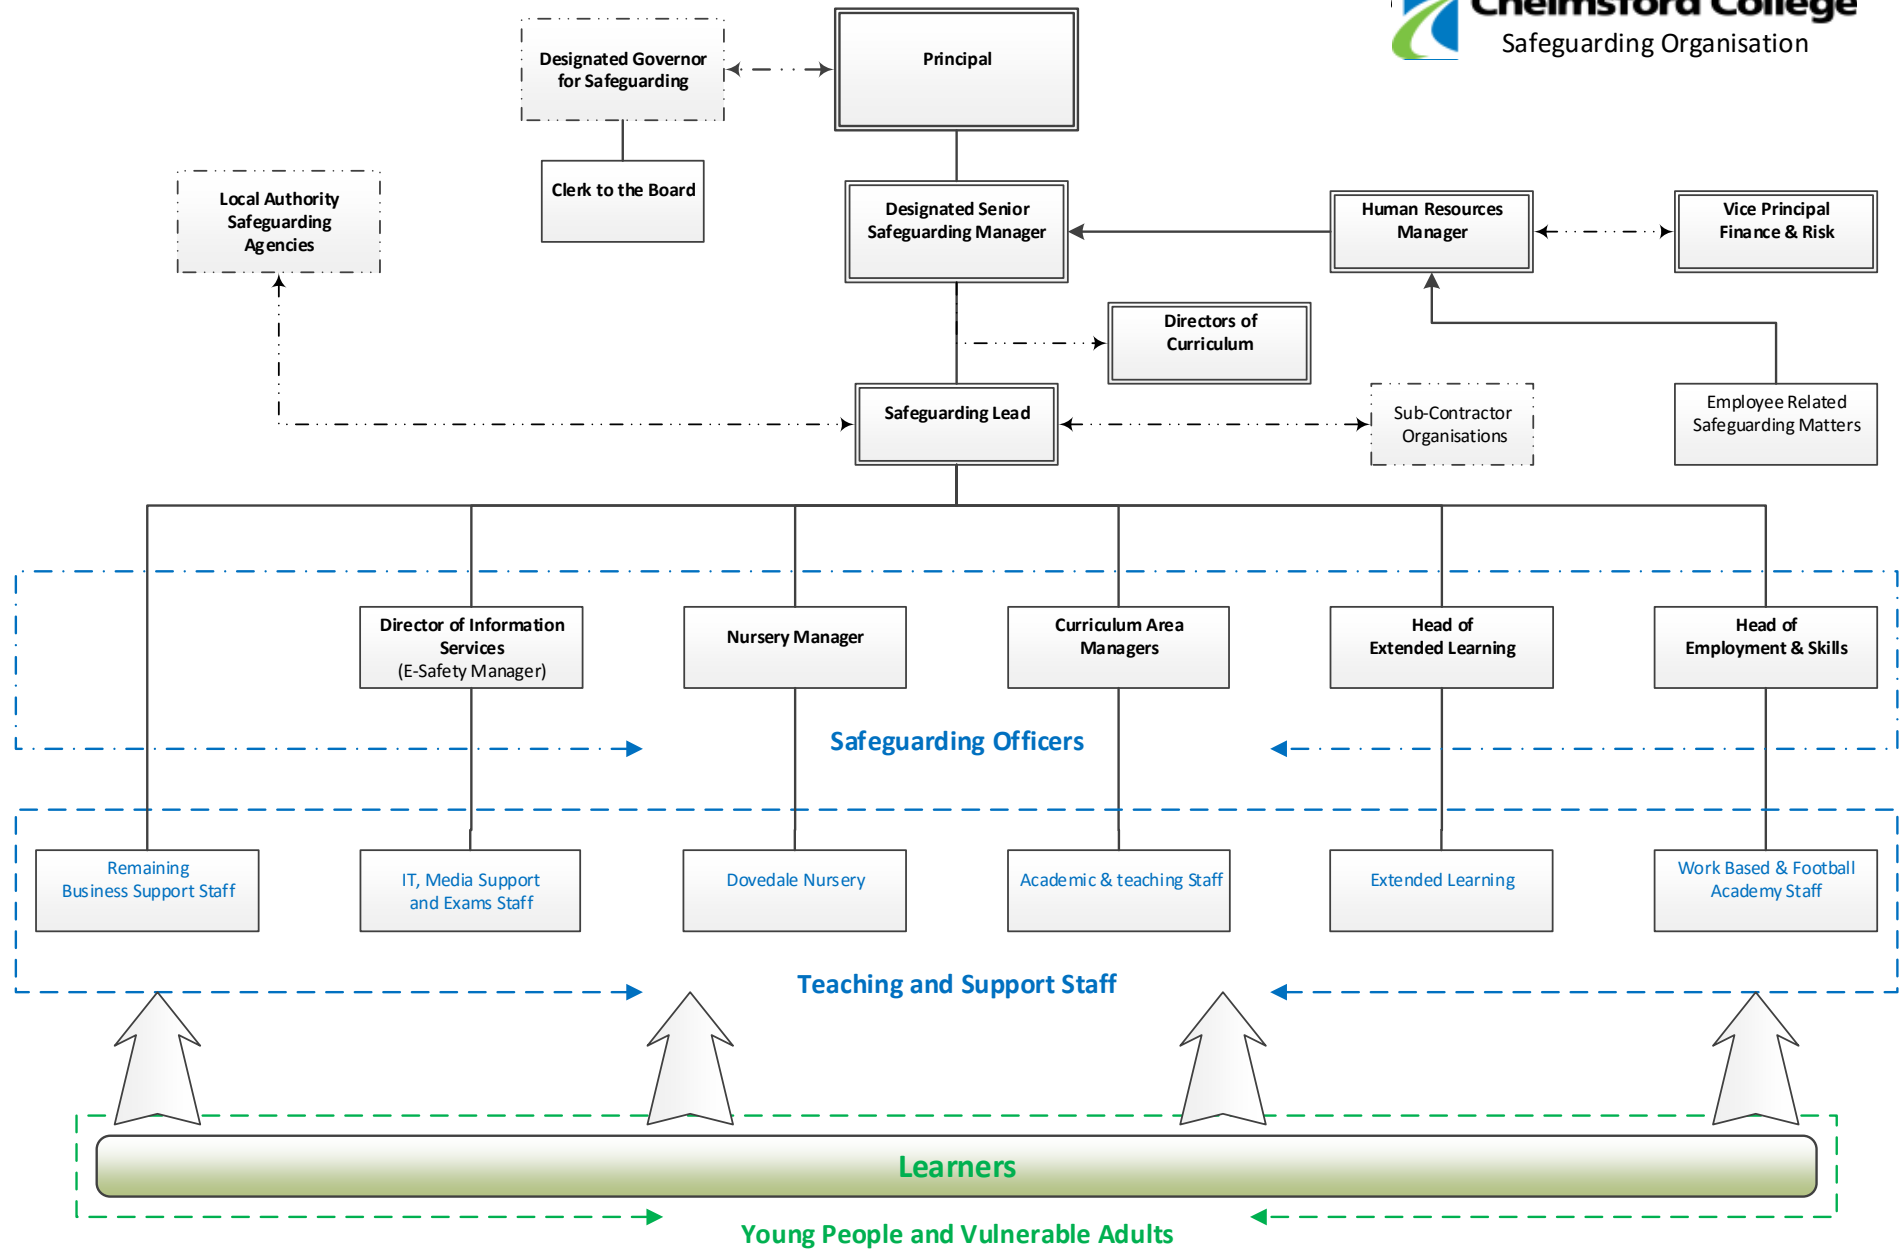 Chelmsford College
Safeguarding Organisation
Designated Governor
for Safeguarding
Principal
Clerk to the Board
Local Authority
Safeguarding
Agencies
Designated Senior
Safeguarding Manager
Human Resources
Manager
Vice Principal
Finance & Risk
Directors of
Curriculum
Safeguarding Lead
Sub-Contractor
Organisations
Employee Related
Safeguarding Matters
Director of Information
Services
(E-Safety Manager)
Nursery Manager
Curriculum Area
Managers
Head of
Extended Learning
Head of
Employment & Skills
Safeguarding Officers
Remaining
Business Support Staff
IT, Media Support
and Exams Staff
Dovedale Nursery
Academic & teaching Staff
Extended Learning
Work Based & Football
Academy Staff
Teaching and Support Staff
Learners
Young People and Vulnerable Adults